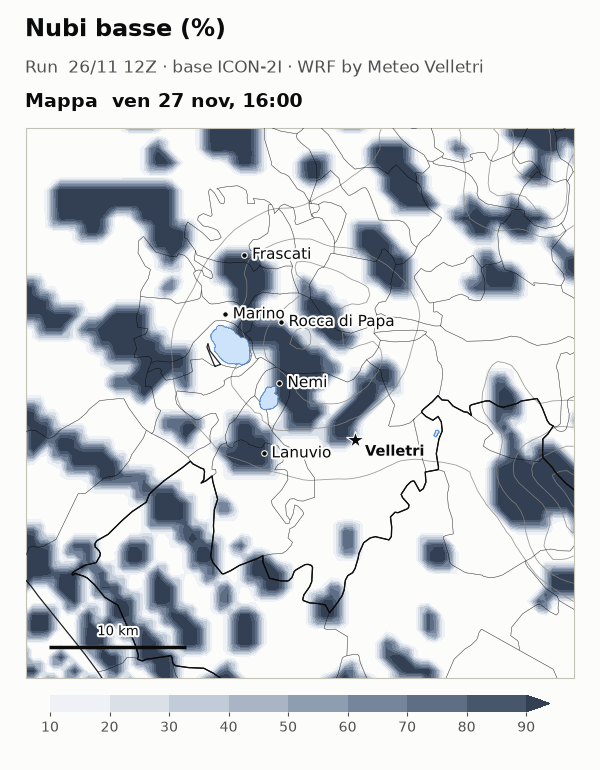 Nubi basse (%)
Run  26/11 12Z · base ICON-2I · WRF by Meteo Velletri
Mappa  ven 27 nov, 16:00
Frascati
Marino
Rocca di Papa
Nemi
Velletri
Lanuvio
10 km
10 20 30 40 50 60 70 80 90